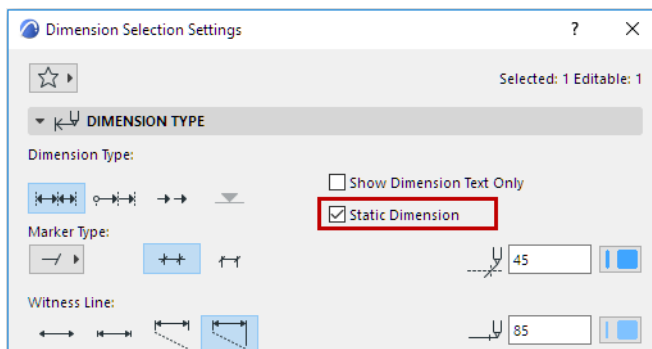 Dimension Selection Settings
?
Selected: 1 Editable: 1
DIMENSION TYPE
Dimension Type:
Show Dimension Text Only
Static Dimension
Marker Type:
45
Witness Line:
85